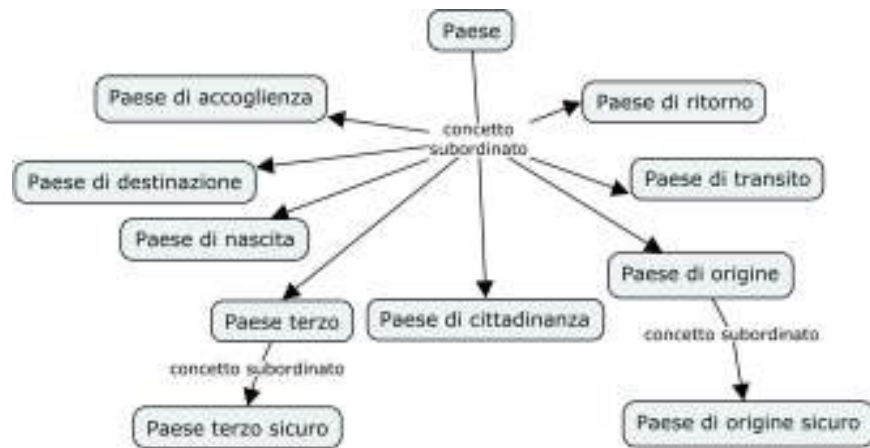 Paese
Paese di accoglienza
Paese di ritorno
concetto
subordinato
Paese di destinazione
Paese di transito
Paese di nascita
Paese di origine
Paese terzo
Paese di cittadinanza
concetto subordinato
concetto subordinato
Paese terzo sicuro
Paese di origine sicuro